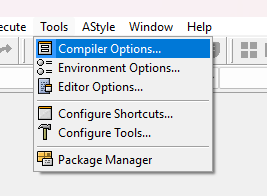 ecute Tools AStyle Window Help
Compiler Options...
Environment Options...
Editor Options...
Configure Shortcuts...
Configure Tools...
Package Manager